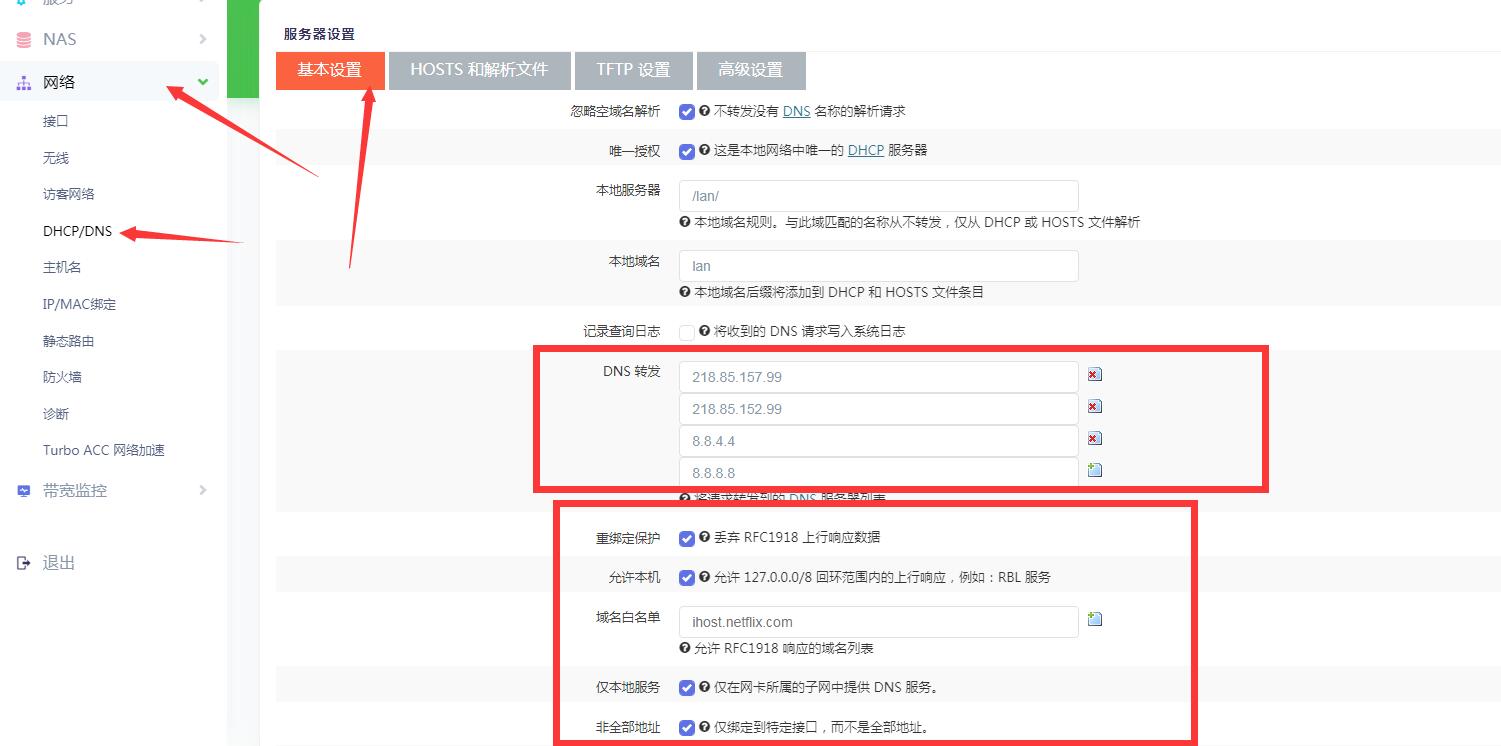 服务
NAS
网络
接口
无线
访客网络
DHCP/DNS
主机名
IP/MAC绑定
静态路由
防火墙
诊断
Turbo ACC 网络加速
带宽监控
退出
服务器设置
基本设置
HOSTS 和解析文件
TFTP 设置
高级设置
忽略空域名解析
不转发没有 DNS 名称的解析请求
唯一授权
这是本地网络中唯一的 DHCP 服务器
本地服务器
/lan/
本地域名规则。与此域匹配的名称从不转发，仅从 DHCP 或 HOSTS 文件解析
本地域名
lan
本地域名后缀将添加到 DHCP 和 HOSTS 文件条目
记录查询日志
将收到的 DNS 请求写入系统日志
DNS 转发
218.85.157.99
218.85.152.99
8.8.4.4
8.8.8.8
将请求转发到的 DNS 服务器列表
重绑定保护
丢弃 RFC1918 上行响应数据
允许本机
允许 127.0.0.0/8 回环范围内的上行响应，例如：RBL 服务
域名白名单
ihost.netflix.com
允许 RFC1918 响应的域名列表
仅本地服务
仅在网卡所属的子网中提供 DNS 服务。
非全部地址
仅绑定到特定接口，而不是全部地址。